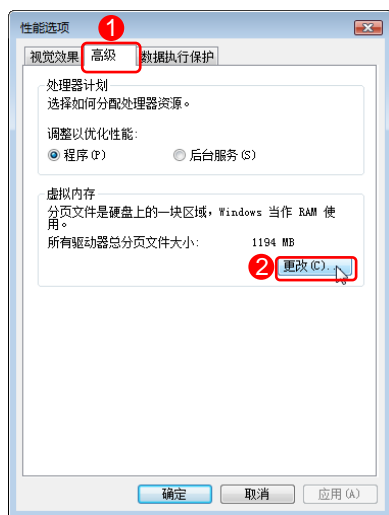 性能选项
1
视觉效果 高级 数据执行保护
处理器计划
选择如何分配处理器资源。
调整以优化性能:
程序(P) 后台服务(S)
虚拟内存
分页文件是硬盘上的一块区域，Windows 当作 RAM 使
用。
所有驱动器总分页文件大小: 1194 MB
2 更改(C)...
确定 取消 应用(A)